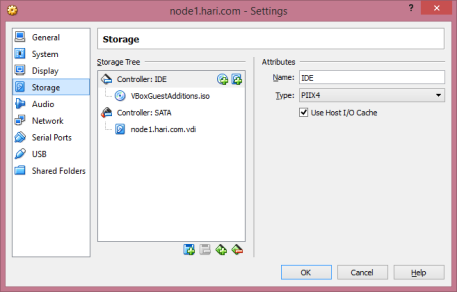 node1.hari.com - Settings
?
General
System
Display
Storage
Audio
Network
Serial Ports
USB
Shared Folders
Storage
Storage Tree
Controller: IDE
VBoxGuestAdditions.iso
Controller: SATA
node1.hari.com.vdi
Attributes
Name: IDE
Type: PIIX4
Use Host I/O Cache
OK
Cancel
Help